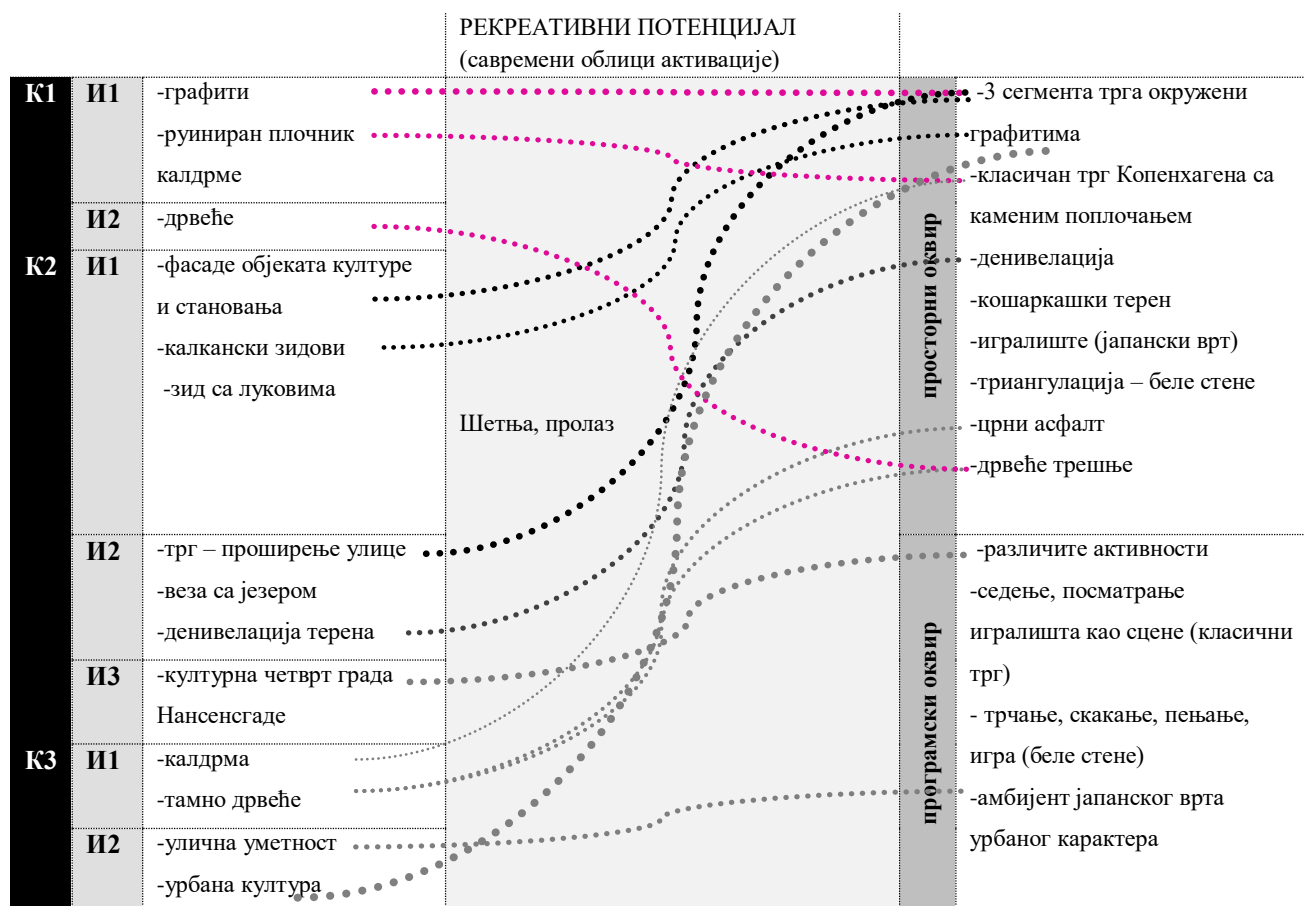 РЕКРЕАТИВНИ ПОТЕНЦИЈАЛ
(савремени облици активације)
К1
И1
-графити
-руиниран плочник
калдрме
И2
-дрвеће
К2
И1
-фасаде објеката културе
и становања
-калкански зидови
-зид са луковима
И2
-трг – проширење улице
-веза са језером
-денивелација терена
И3
-културна четврт града
Нансенсгаде
К3
И1
-калдрма
-тамно дрвеће
И2
-улична уметност
-урбана култура
Шетња, пролаз
просторни оквир
-3 сегмента трга окружени
графитима
-класичан трг Копенхагена са
каменим поплочањем
-денивелација
-кошаркашки терен
-игралиште (јапански врт)
-триангулација – беле стене
-црни асфалт
-дрвеће трешње
програмски оквир
-различите активности
-седење, посматрање
игралишта као сцене (класични
трг)
- трчање, скакање, пењање,
игра (беле стене)
-амбијент јапанског врта
урбаног карактера